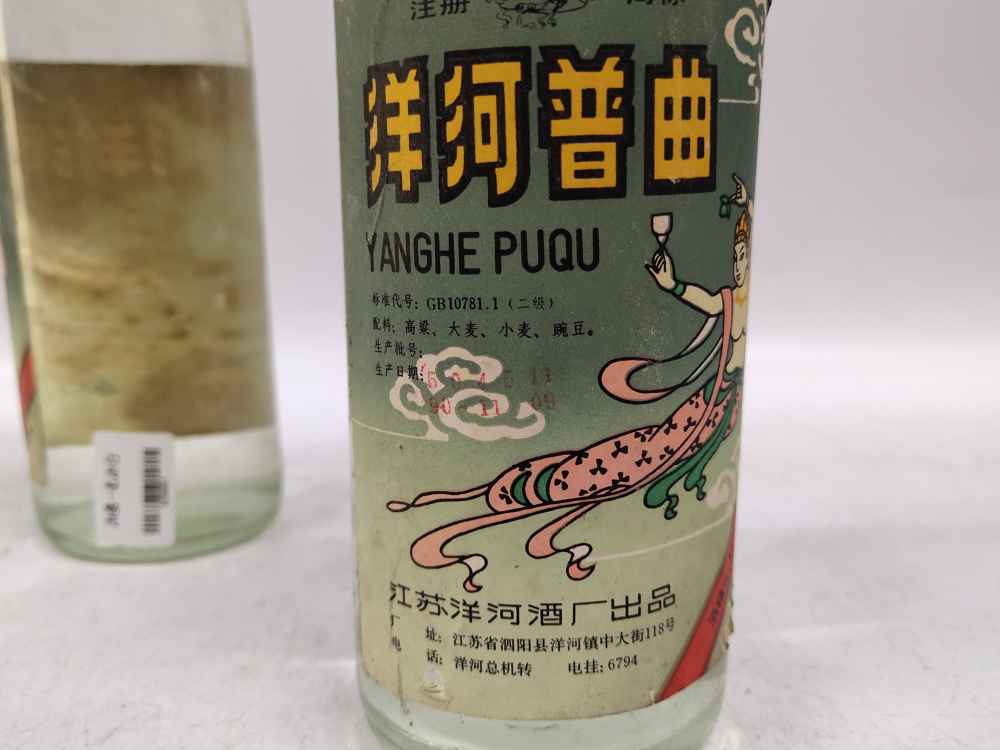 注册
洋河普曲
YANGHE PUQU
标准代号: GB10781.1 (二级)
配料: 高粱、大麦、小麦、豌豆。
生产批号:
生产日期:
90 11 09
江苏洋河酒厂出品
厂 址: 江苏省泗阳县洋河镇中大街118号
电 话: 洋河总机转 电挂: 6794